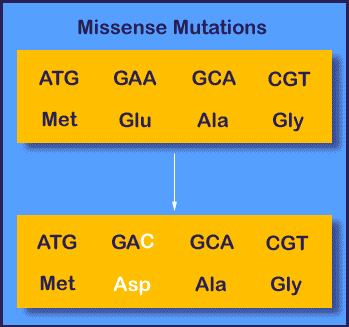 Missense Mutations
ATG GAA GCA CGT
Met Glu Ala Gly
ATG GAC GCA CGT
Met Asp Ala Gly